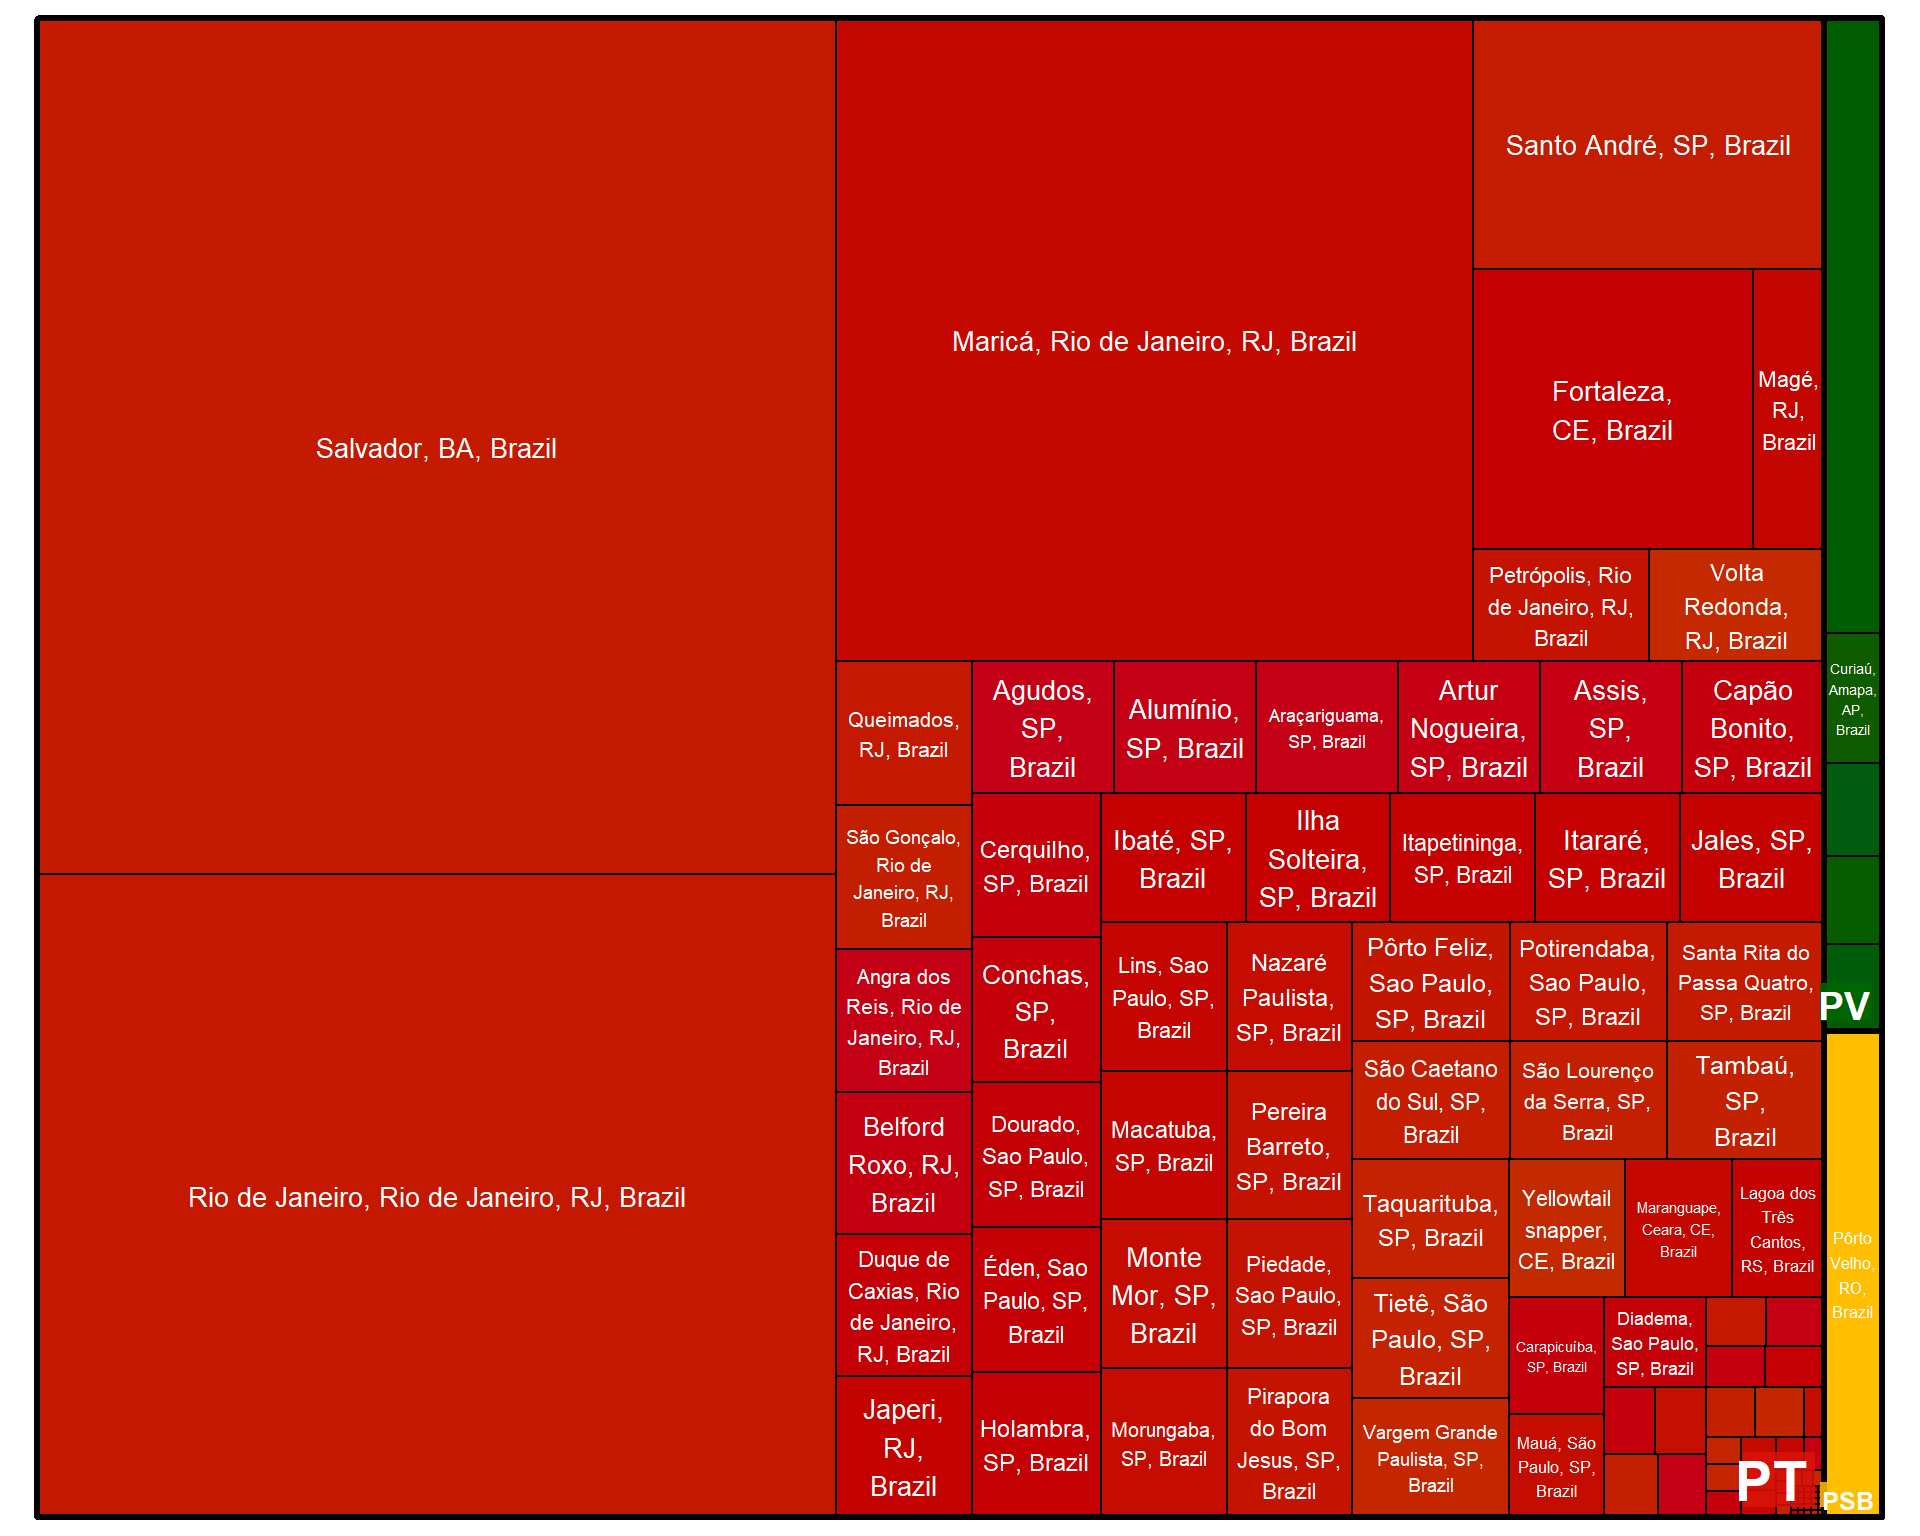 Salvador, BA, Brazil
Rio de Janeiro, Rio de Janeiro, RJ, Brazil
Maricá, Rio de Janeiro, RJ, Brazil
Santo André, SP, Brazil
Fortaleza,
CE, Brazil
Magé,
RJ,
Brazil
Petrópolis, Rio
de Janeiro, RJ,
Brazil
Volta
Redonda,
RJ, Brazil
Queimados,
RJ, Brazil
São Gonçalo,
Rio de
Janeiro, RJ,
Brazil
Angra dos
Reis, Rio de
Janeiro, RJ,
Brazil
Belford
Roxo, RJ,
Brazil
Duque de
Caxias, Rio
de Janeiro,
RJ, Brazil
Japeri,
RJ,
Brazil
Agudos,
SP,
Brazil
Alumínio,
SP, Brazil
Araçariguama,
SP, Brazil
Artur
Nogueira,
SP, Brazil
Assis,
SP,
Brazil
Capão
Bonito,
SP, Brazil
Cerquilho,
SP, Brazil
Conchas,
SP,
Brazil
Dourado,
Sao Paulo,
SP, Brazil
Éden, Sao
Paulo, SP,
Brazil
Holambra,
SP, Brazil
Ibaté, SP,
Brazil
Ilha
Solteira,
SP, Brazil
Itapetininga,
SP, Brazil
Itararé,
SP, Brazil
Jales, SP,
Brazil
Lins, Sao
Paulo, SP,
Brazil
Macatuba,
SP, Brazil
Monte
Mor, SP,
Brazil
Morungaba,
SP, Brazil
Nazaré
Paulista,
SP, Brazil
Pereira
Barreto,
SP, Brazil
Piedade,
Sao Paulo,
SP, Brazil
Pirapora
do Bom
Jesus, SP,
Brazil
Pôrto Feliz,
Sao Paulo,
SP, Brazil
Potirendaba,
Sao Paulo,
SP, Brazil
Santa Rita do
Passa Quatro,
SP, Brazil
São Caetano
do Sul, SP,
Brazil
São Lourenço
da Serra, SP,
Brazil
Tambaú,
SP,
Brazil
Taquarituba,
SP, Brazil
Tietê, São
Paulo, SP,
Brazil
Vargem Grande
Paulista, SP,
Brazil
Yellowtail
snapper,
CE, Brazil
Maranguape,
Ceara, CE,
Brazil
Lagoa dos
Três
Cantos,
RS, Brazil
Carapicuíba,
SP, Brazil
Mauá, São
Paulo, SP,
Brazil
Diadema,
Sao Paulo,
SP, Brazil
PT
Curiaú,
Amapa,
AP,
Brazil
PV
Pôrto
Velho,
RO,
Brazil
PSB